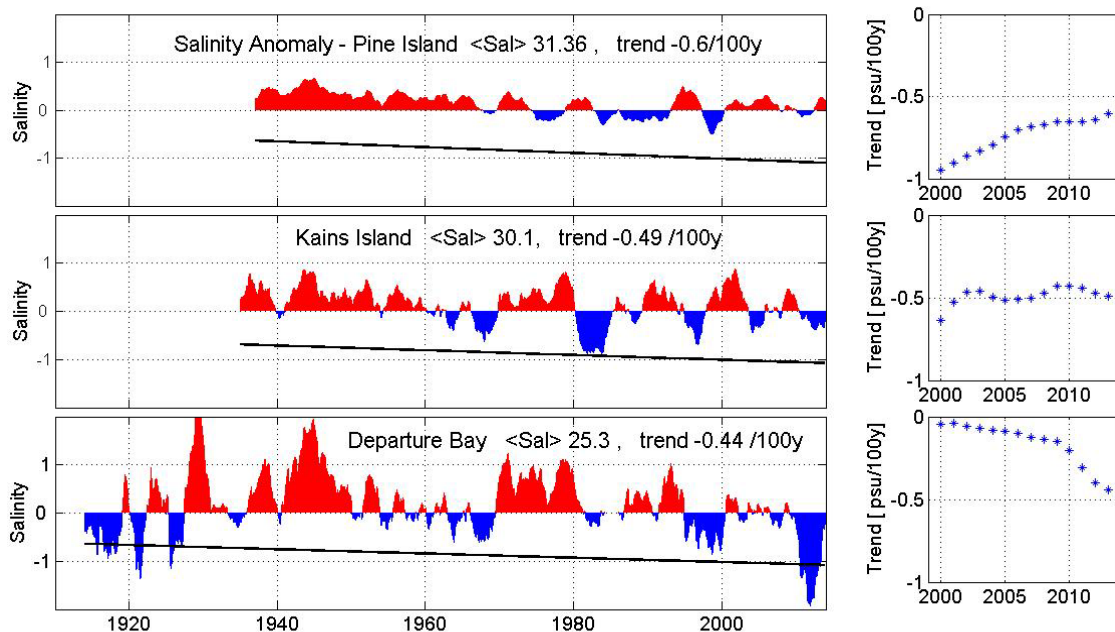 Salinity Anomaly - Pine Island <Sal> 31.36 , trend -0.6/100y
Salinity
1
0
-1
Trend [ psu/100y]
0
-0.5
-1
2000 2005 2010
Kains Island <Sal> 30.1, trend -0.49 /100y
Salinity
1
0
-1
Trend [psu/100y]
0
-0.5
-1
2000 2005 2010
Departure Bay <Sal> 25.3 , trend -0.44 /100y
Salinity
1
0
-1
1920 1940 1960 1980 2000
Trend [psu/100y]
0
-0.5
-1
2000 2005 2010